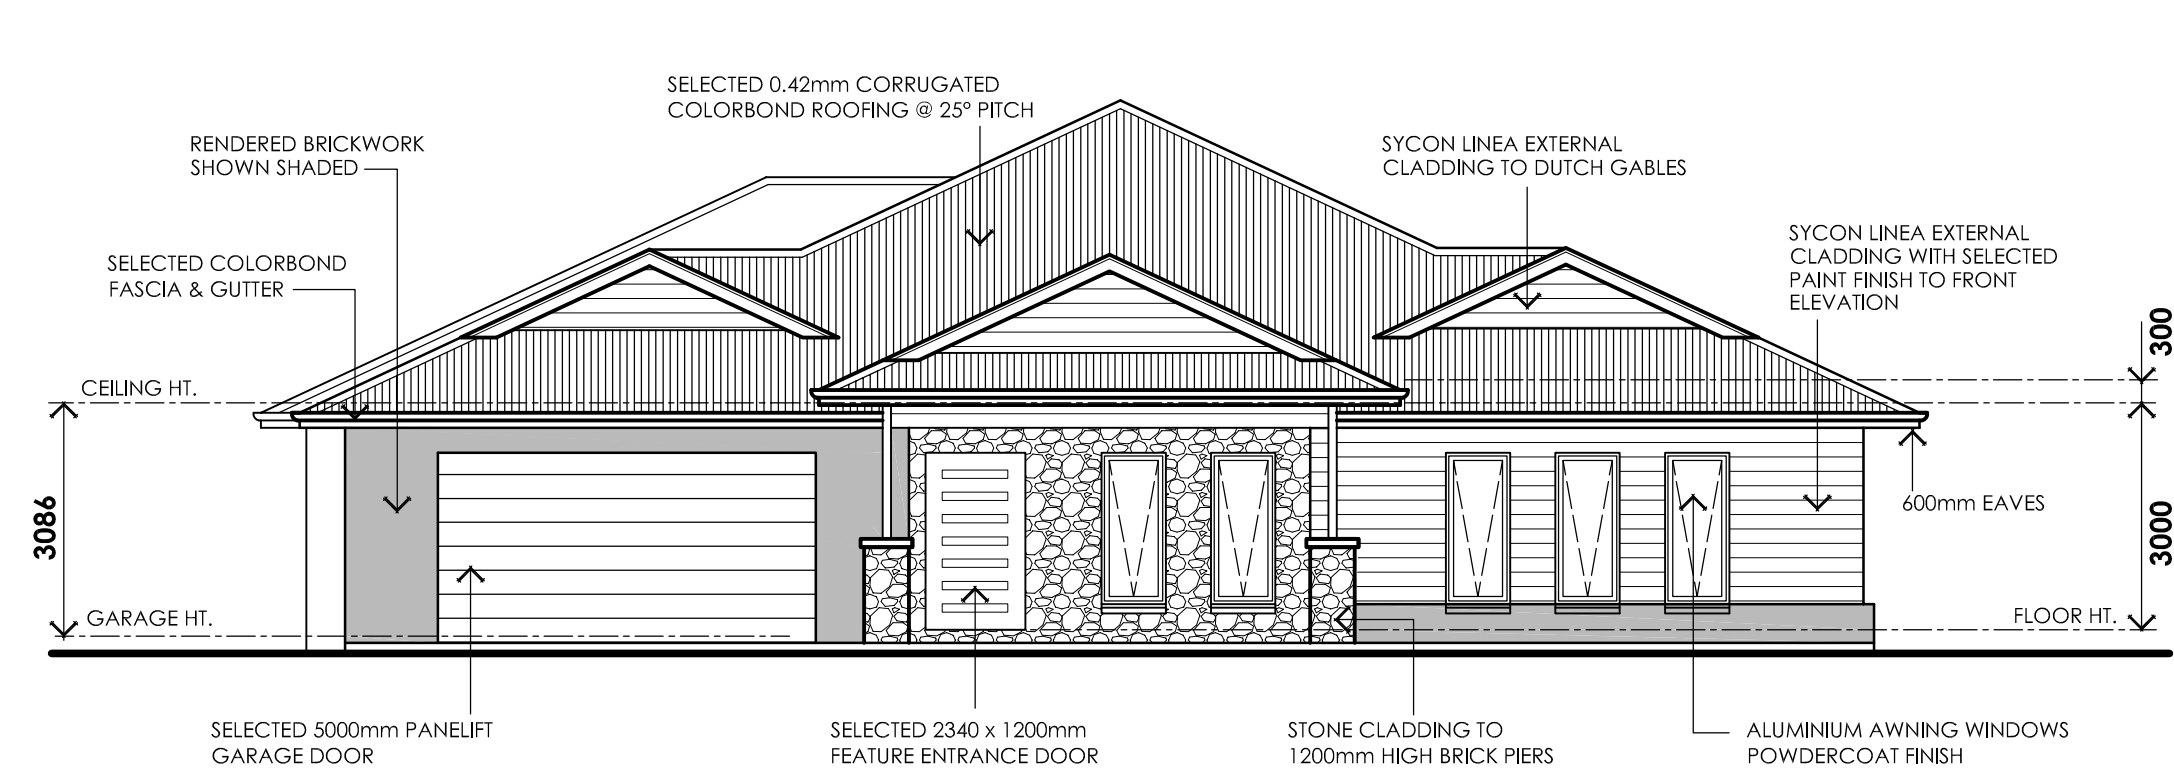 SELECTED 0.42mm CORRUGATED
COLORBOND ROOFING @ 25° PITCH
RENDERED BRICKWORK
SHOWN SHADED
SYCON LINEA EXTERNAL
CLADDING TO DUTCH GABLES
SYCON LINEA EXTERNAL
CLADDING WITH SELECTED
PAINT FINISH TO FRONT
ELEVATION
SELECTED COLORBOND
FASCIA & GUTTER
300
CEILING HT.
3086
600mm EAVES
3000
GARAGE HT.
FLOOR HT.
SELECTED 5000mm PANELIFT
GARAGE DOOR
SELECTED 2340 x 1200mm
FEATURE ENTRANCE DOOR
STONE CLADDING TO
1200mm HIGH BRICK PIERS
ALUMINIUM AWNING WINDOWS
POWDERCOAT FINISH